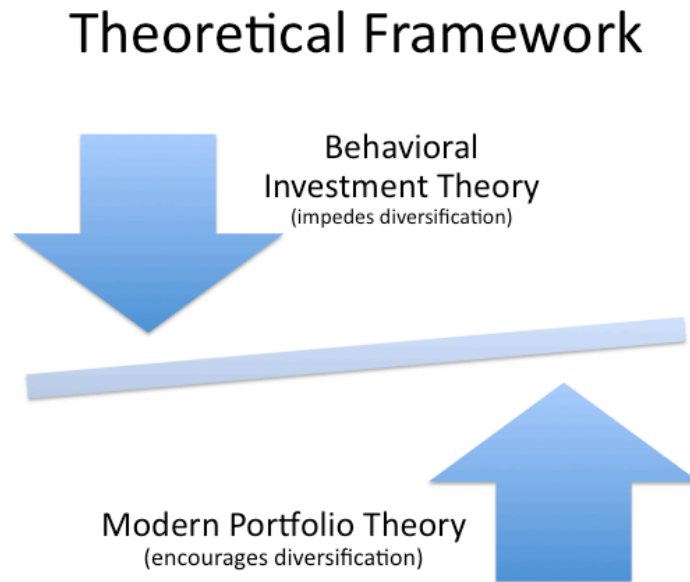 Theoretical Framework
Behavioral
Investment Theory
(impedes diversification)
Modern Portfolio Theory
(encourages diversification)